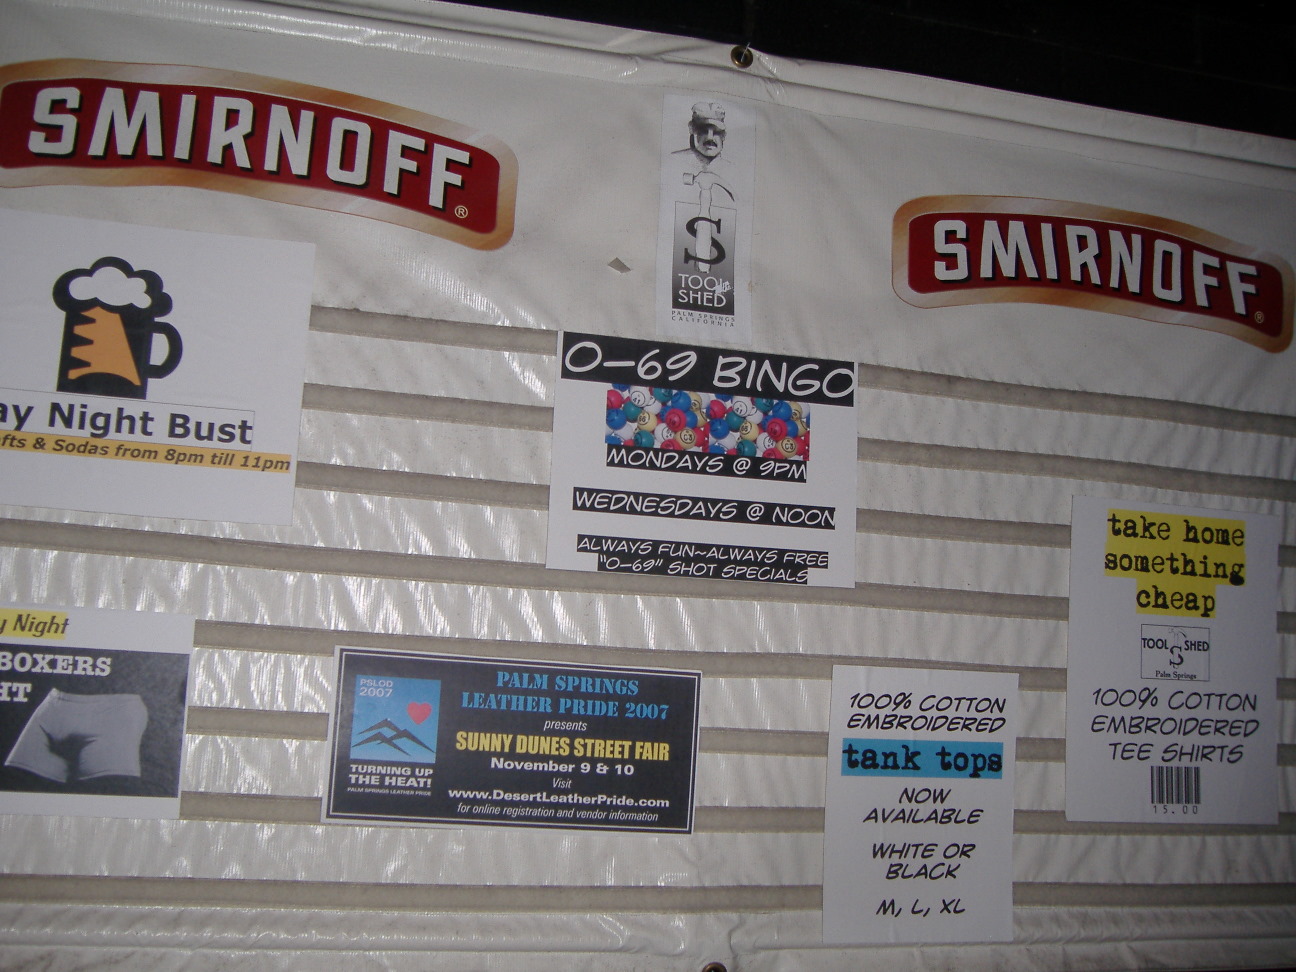 SMIRNOFF®
SMIRNOFF®
S
TOOL
SHED
PALM SPRINGS
CALIFORNIA
Night Bust
& Sodas from 8pm till 11pm
O-69 BINGO
MONDAYS @ 9PM
WEDNESDAYS @ NOON
ALWAYS FUN~ALWAYS FREE
"O-69" SHOT SPECIALS
take home
something
cheap
TOOL SHED
S
Palm Springs
100% COTTON
EMBROIDERED
TEE SHIRTS
15.00
Night
BOXERS
HT
PSLOD
2007
TURNING UP
THE HEAT!
PALM SPRINGS LEATHER PRIDE
PALM SPRINGS
LEATHER PRIDE 2007
presents
SUNNY DUNES STREET FAIR
November 9 & 10
Visit
www.DesertLeatherPride.com
for online registration and vendor information
100% COTTON
EMBROIDERED
tank tops
NOW
AVAILABLE
WHITE OR
BLACK
M, L, XL